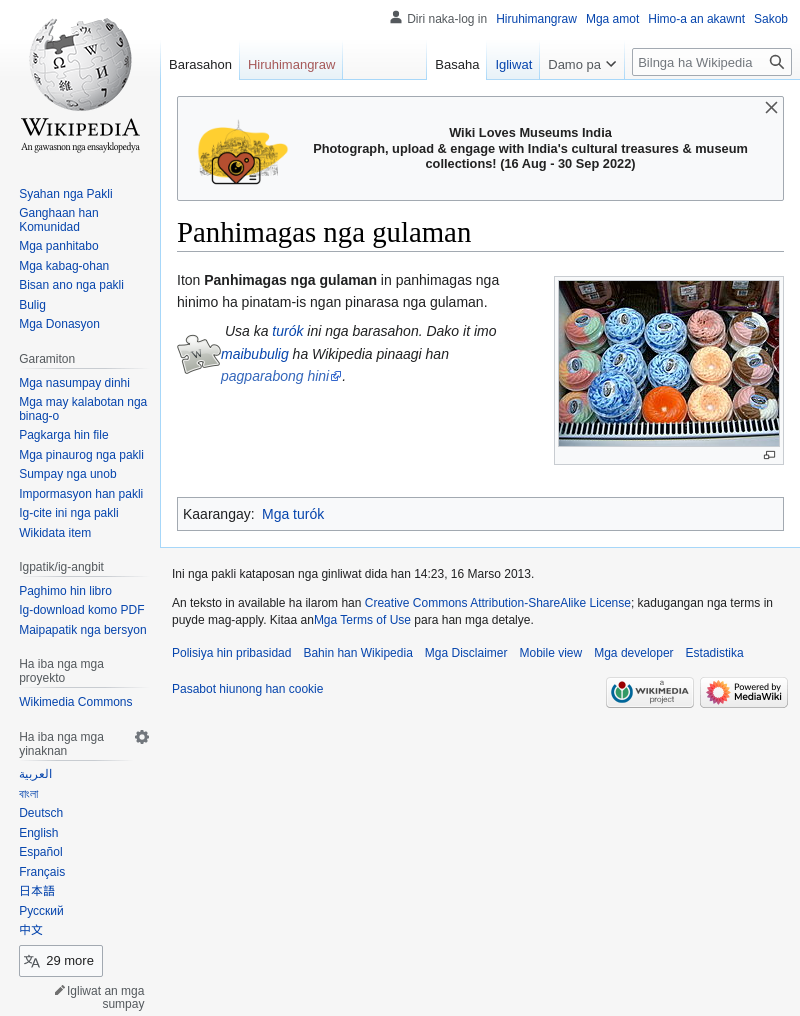 Diri naka-log in
Hiruhimangraw
Mga amot
Himo-a an akawnt
Sakob
WIKIPEDIA
An gawasnon nga ensayklopedya
Barasahon
Hiruhimangraw
Basaha
Igliwat
Damo pa
Bilnga ha Wikipedia
Wiki Loves Museums India
Photograph, upload & engage with India's cultural treasures & museum
collections! (16 Aug - 30 Sep 2022)
Panhimagas nga gulaman
Iton Panhimagas nga gulaman in panhimagas nga
hinimo ha pinatam-is ngan pinarasa nga gulaman.
Usa ka turók ini nga barasahon. Dako it imo
maibubulig ha Wikipedia pinaagi han
pagparabong hini.
Kaarangay: Mga turók
Syahan nga Pakli
Ganghaan han
Komunidad
Mga panhitabo
Mga kabag-ohan
Bisan ano nga pakli
Bulig
Mga Donasyon
Garamiton
Mga nasumpay dinhi
Mga may kalabotan nga
binag-o
Pagkarga hin file
Mga pinaurog nga pakli
Sumpay nga unob
Impormasyon han pakli
Ig-cite ini nga pakli
Wikidata item
Igpatik/ig-angbit
Paghimo hin libro
Ig-download komo PDF
Maipapatik nga bersyon
Ha iba nga mga
proyekto
Wikimedia Commons
Ha iba nga mga
yinaknan
العربية
বাংলা
Deutsch
English
Español
Français
日本語
Русский
中文
29 more
Igliwat an mga
sumpay
Ini nga pakli kataposan nga ginliwat dida han 14:23, 16 Marso 2013.
An teksto in available ha ilarom han Creative Commons Attribution-ShareAlike License; kadugangan nga terms in
puyde mag-apply. Kitaa anMga Terms of Use para han mga detalye.
Polisiya hin pribasidad
Bahin han Wikipedia
Mga Disclaimer
Mobile view
Mga developer
Estadistika
Pasabot hiunong han cookie
a
WIKIMEDIA
project
Powered by
MediaWiki